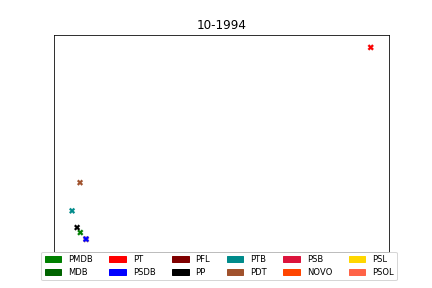 10-1994
PMDB PT PFL PTB PSB PSL
MDB PSDB PP PDT NOVO PSOL